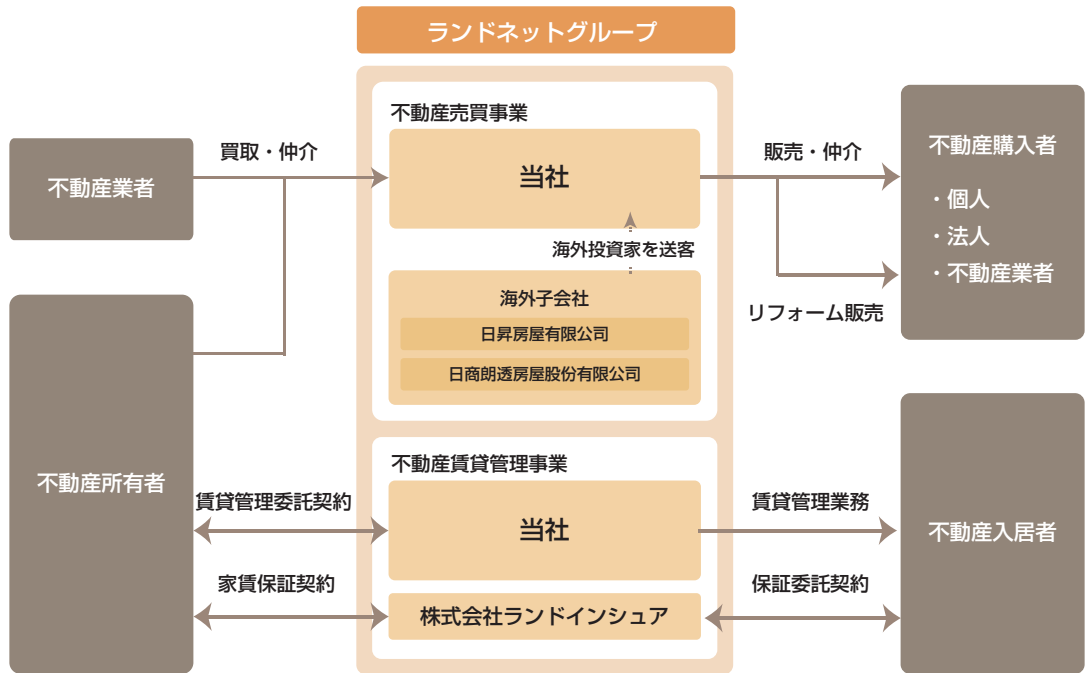 ランドネットグループ
不動産売買事業
不動産業者
買取・仲介
当社
販売・仲介
不動産購入者
・個人
・法人
・不動産業者
海外投資家を送客
海外子会社
日昇房屋有限公司
日商朗透房屋股份有限公司
リフォーム販売
不動産所有者
不動産賃貸管理事業
賃貸管理委託契約
当社
賃貸管理業務
不動産入居者
家賃保証契約
株式会社ランドインシュア
保証委託契約